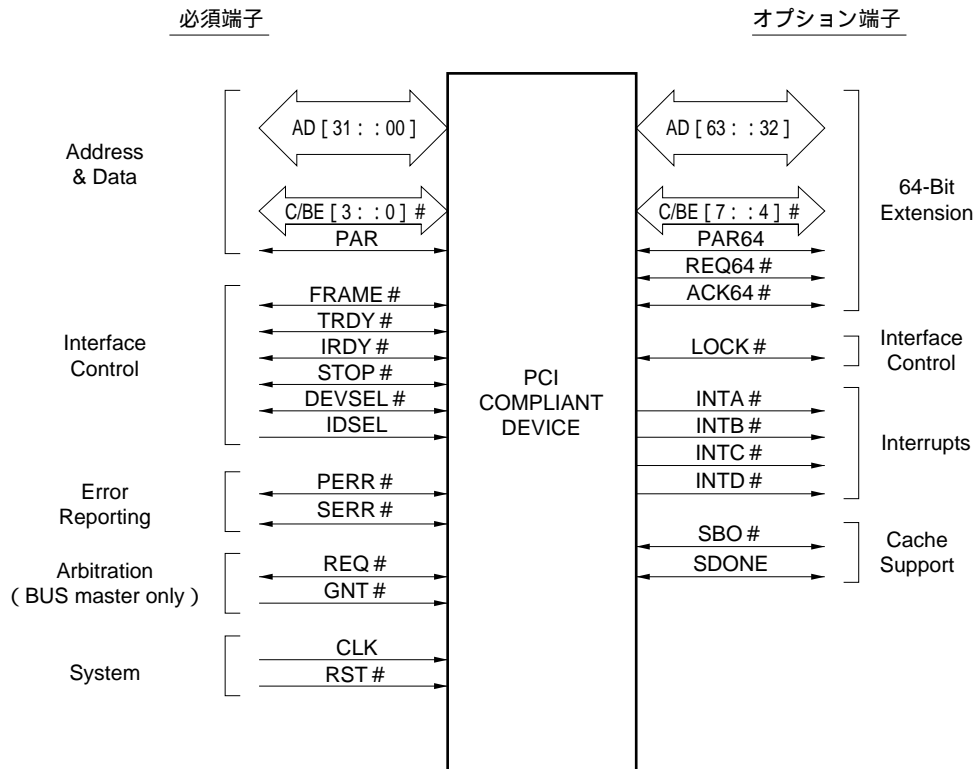 必須端子
オプション端子
Address
& Data
AD [ 31 : : 00 ]
C/BE [ 3 : : 0 ] #
PAR
Interface
Control
FRAME #
TRDY #
IRDY #
STOP #
DEVSEL #
IDSEL
Error
Reporting
PERR #
SERR #
Arbitration
( BUS master only )
REQ #
GNT #
System
CLK
RST #
PCI
COMPLIANT
DEVICE
AD [ 63 : : 32 ]
C/BE [ 7 : : 4 ] #
PAR64
REQ64 #
ACK64 #
64-Bit
Extension
LOCK #
Interface
Control
INTA #
INTB #
INTC #
INTD #
Interrupts
SBO #
SDONE
Cache
Support